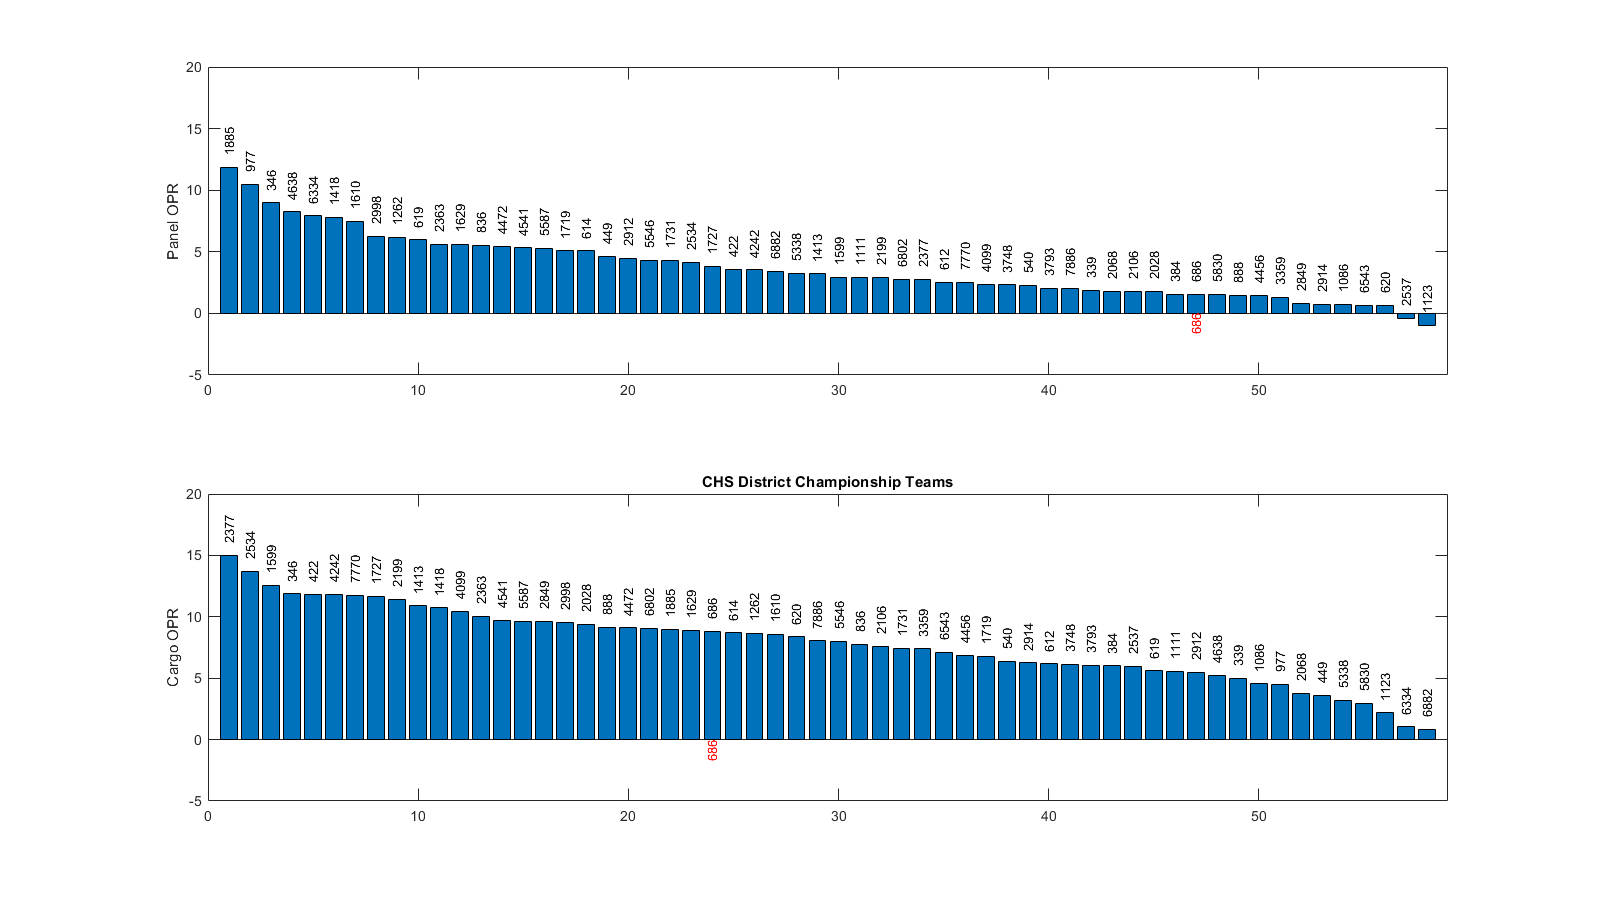 20
15
10
5
0
-5
Panel OPR
1885 977 346 4638 6334 1418 1610 2998 1262 619 2363 1629 836 4472 4541 5587 1719 614 449 2912 5546 1731 2534 1727 422 4242 6882 5338 1413 1599 1111 2199 6802 2377 612 7770 4099 3748 540 3793 7886 339 2068 2106 2028 384 686 5830 888 4456 3359 2849 2914 1086 6543 620 2537 1123
686
0 10 20 30 40 50
CHS District Championship Teams
20
15
10
5
0
-5
Cargo OPR
2377 2534 1599 346 422 4242 7770 1727 2199 1413 1418 4099 2363 4541 5587 2849 2998 2028 888 4472 6802 1885 1629 686 614 1262 1610 620 7886 5546 836 2106 1731 3359 6543 4456 1719 540 2914 612 3748 3793 384 2537 619 1111 2912 4638 339 1086 977 2068 449 5338 5830 1123 6334 6882
686
0 10 20 30 40 50